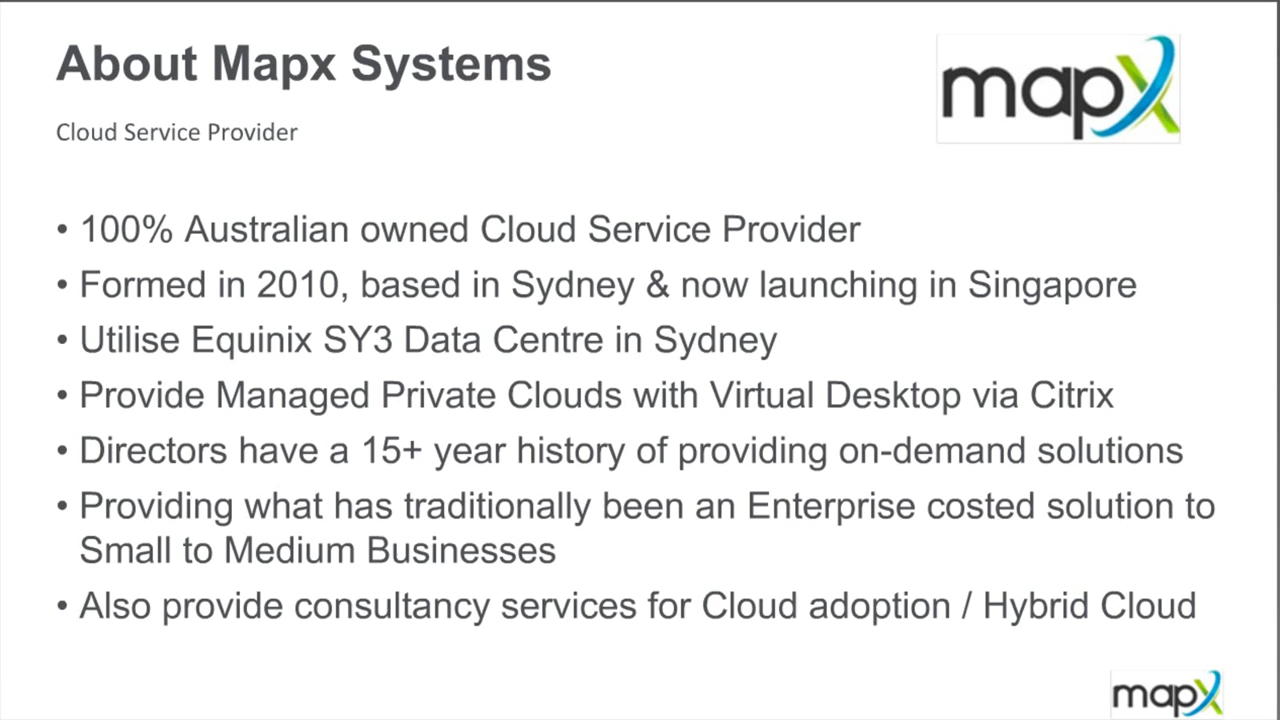 About Mapx Systems
mapx
Cloud Service Provider
• 100% Australian owned Cloud Service Provider
• Formed in 2010, based in Sydney & now launching in Singapore
• Utilise Equinix SY3 Data Centre in Sydney
• Provide Managed Private Clouds with Virtual Desktop via Citrix
• Directors have a 15+ year history of providing on-demand solutions
• Providing what has traditionally been an Enterprise costed solution to
Small to Medium Businesses
• Also provide consultancy services for Cloud adoption / Hybrid Cloud
mapx